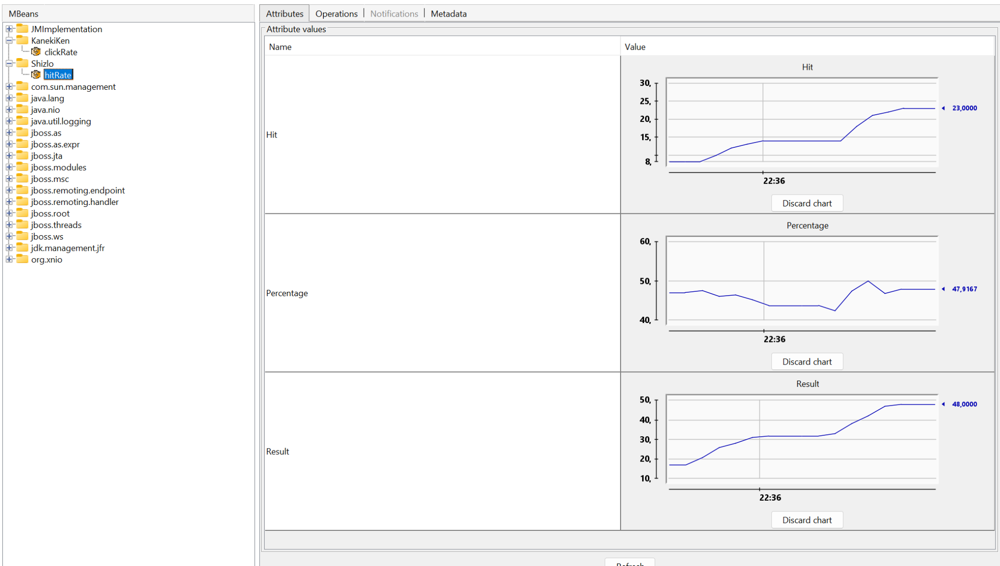 MBeans
JMImplementation
KanekiKen
clickRate
Shizlo
hitRate
com.sun.management
java.lang
java.nio
java.util.logging
jboss.as
jboss.as.expr
jboss.jta
jboss.modules
jboss.msc
jboss.remoting.endpoint
jboss.remoting.handler
jboss.root
jboss.threads
jboss.ws
jdk.management.jfr
org.xnio
Attributes Operations Notifications Metadata
Attribute values
Name Value
Hit
Hit
30,
25,
20,
15,
8,
23,0000
22:36
Discard chart
Percentage
Percentage
60,
50,
40,
47,9167
22:36
Discard chart
Result
Result
50,
40,
30,
20,
10,
48,0000
22:36
Discard chart
Refresh